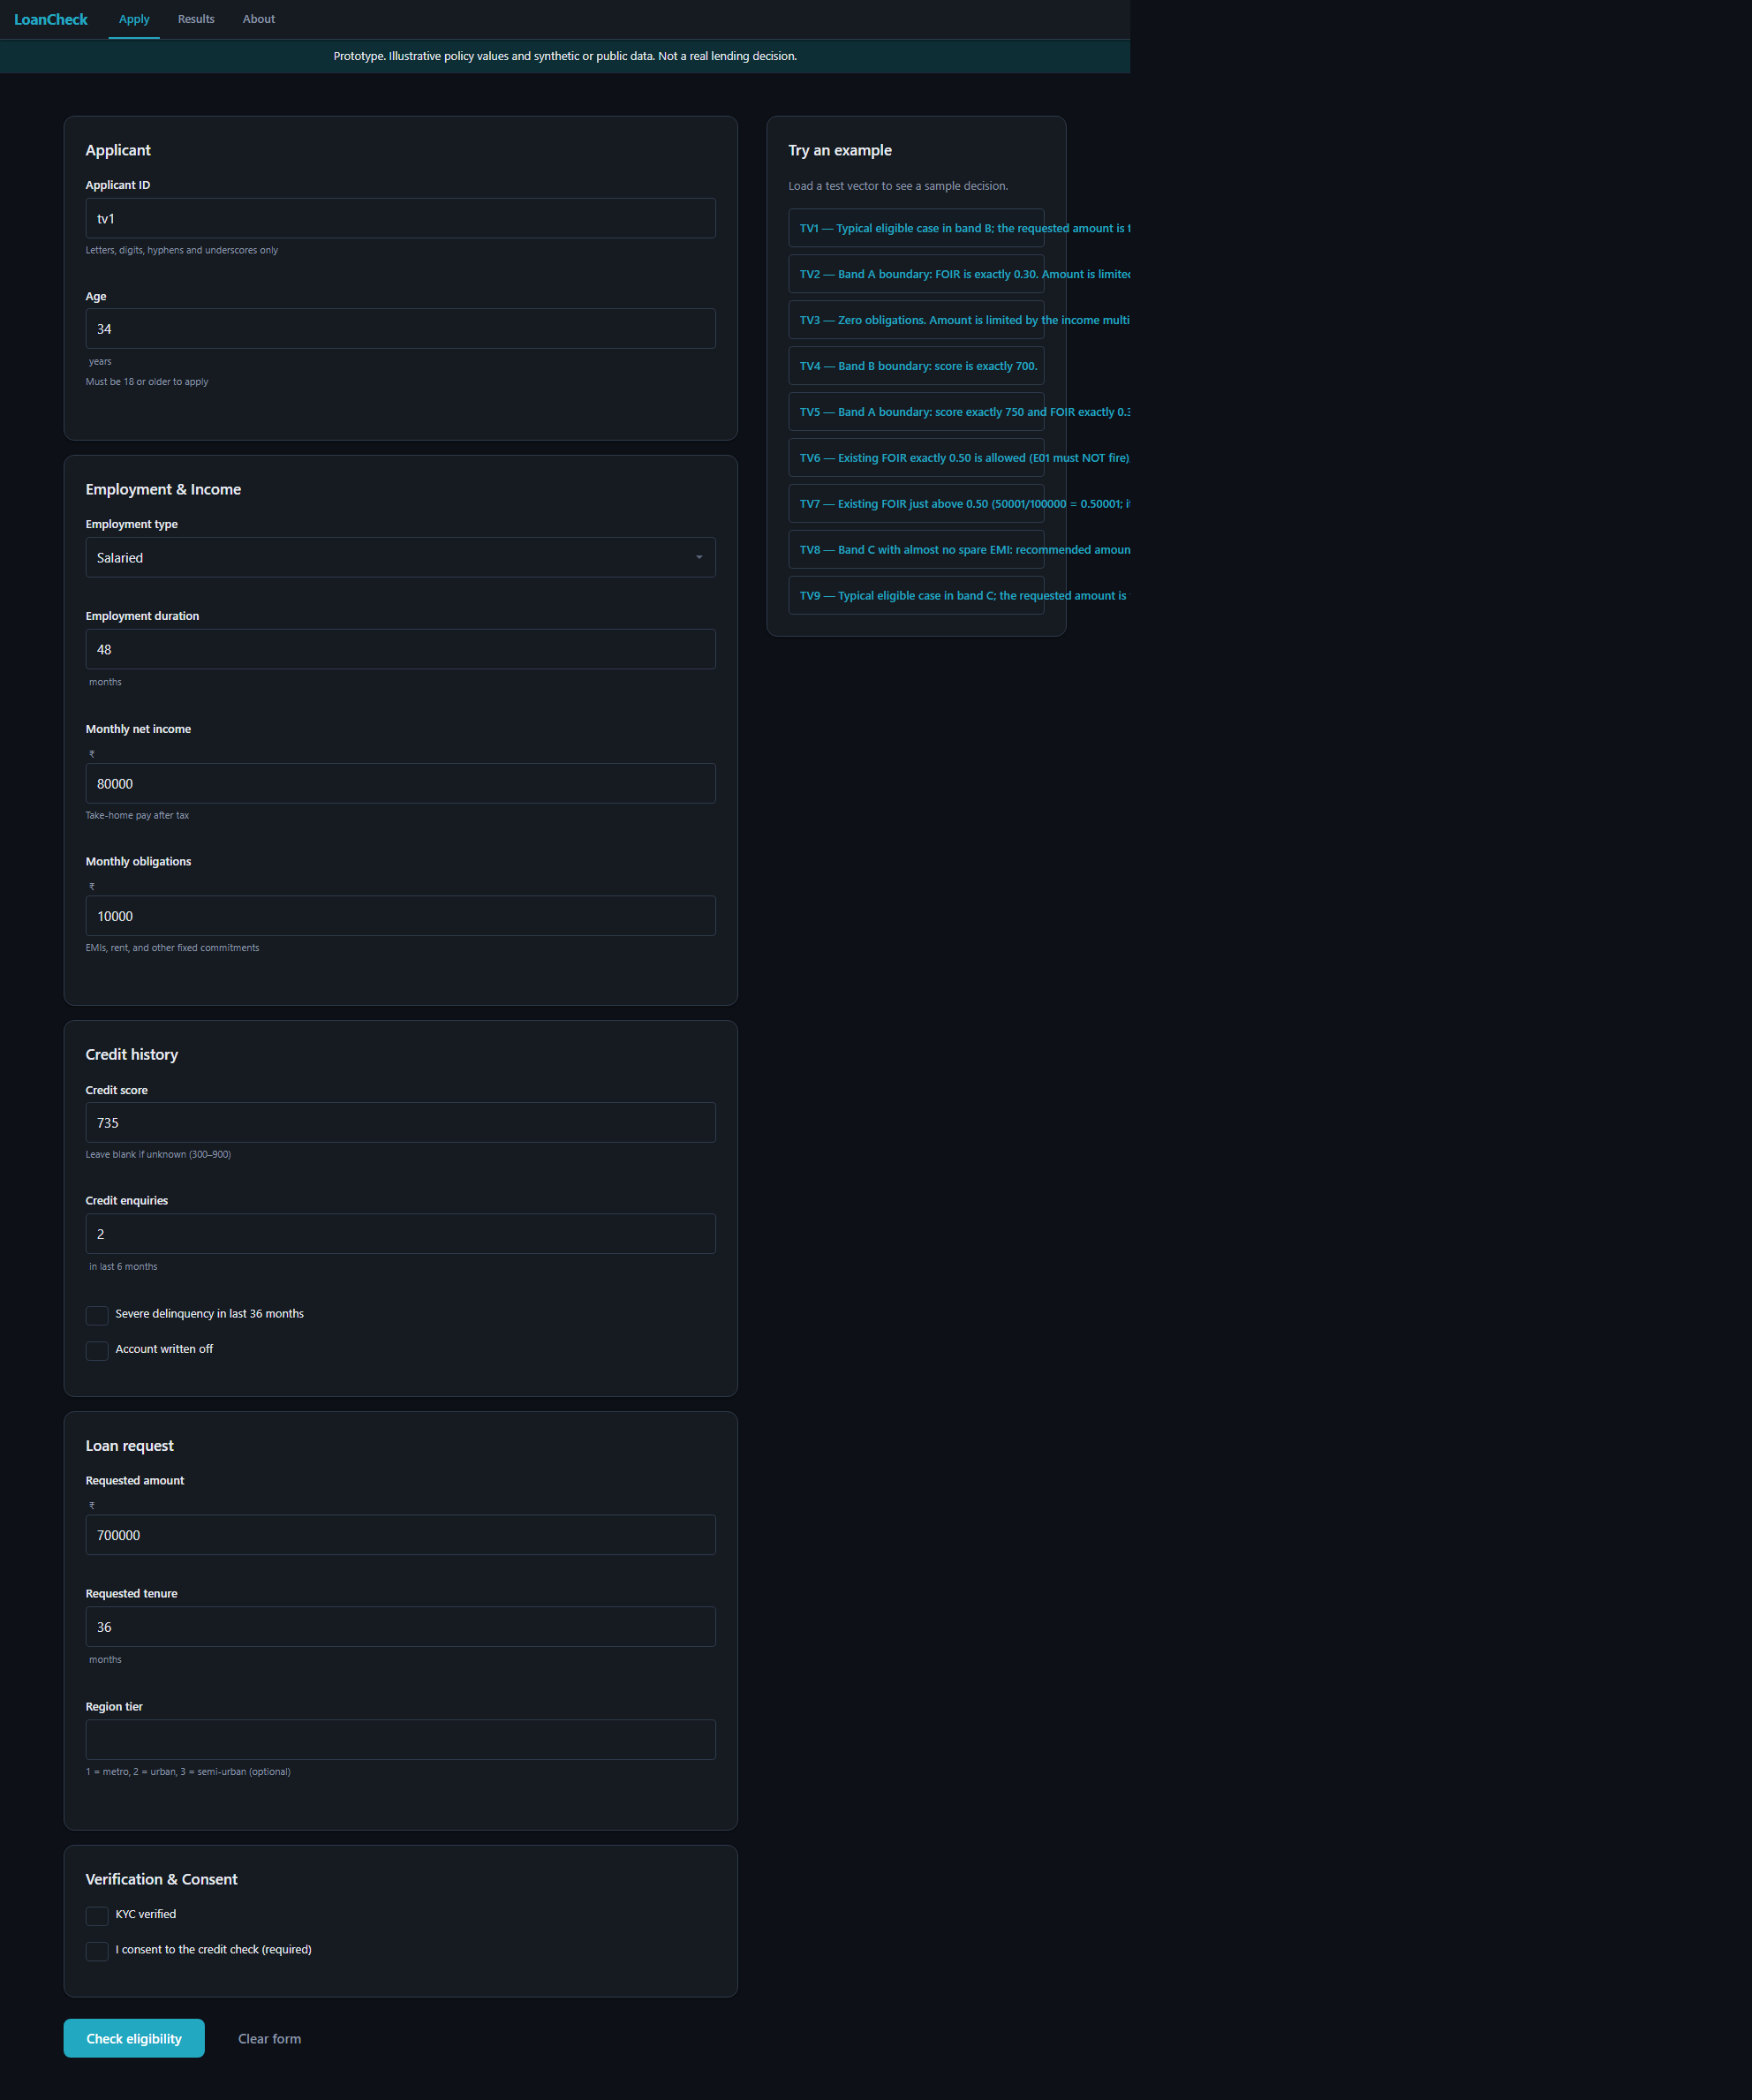 LoanCheck
Apply
Results
About
Prototype. Illustrative policy values and synthetic or public data. Not a real lending decision.
Applicant
Applicant ID
tv1
Letters, digits, hyphens and underscores only
Age
34
years
Must be 18 or older to apply
Employment & Income
Employment type
Salaried
Employment duration
48
months
Monthly net income
₹
80000
Take-home pay after tax
Monthly obligations
₹
10000
EMIs, rent, and other fixed commitments
Credit history
Credit score
735
Leave blank if unknown (300–900)
Credit enquiries
2
in last 6 months
Severe delinquency in last 36 months
Account written off
Loan request
Requested amount
₹
700000
Requested tenure
36
months
Region tier
1 = metro, 2 = urban, 3 = semi-urban (optional)
Verification & Consent
KYC verified
I consent to the credit check (required)
Check eligibility
Clear form
Try an example
Load a test vector to see a sample decision.
TV1 — Typical eligible case in band B; the requested amount is
TV2 — Band A boundary: FOIR is exactly 0.30. Amount is limited
TV3 — Zero obligations. Amount is limited by the income multi
TV4 — Band B boundary: score is exactly 700.
TV5 — Band A boundary: score exactly 750 and FOIR exactly 0.3
TV6 — Existing FOIR exactly 0.50 is allowed (E01 must NOT fire)
TV7 — Existing FOIR just above 0.50 (50001/100000 = 0.50001;
TV8 — Band C with almost no spare EMI: recommended amoun
TV9 — Typical eligible case in band C; the requested amount is